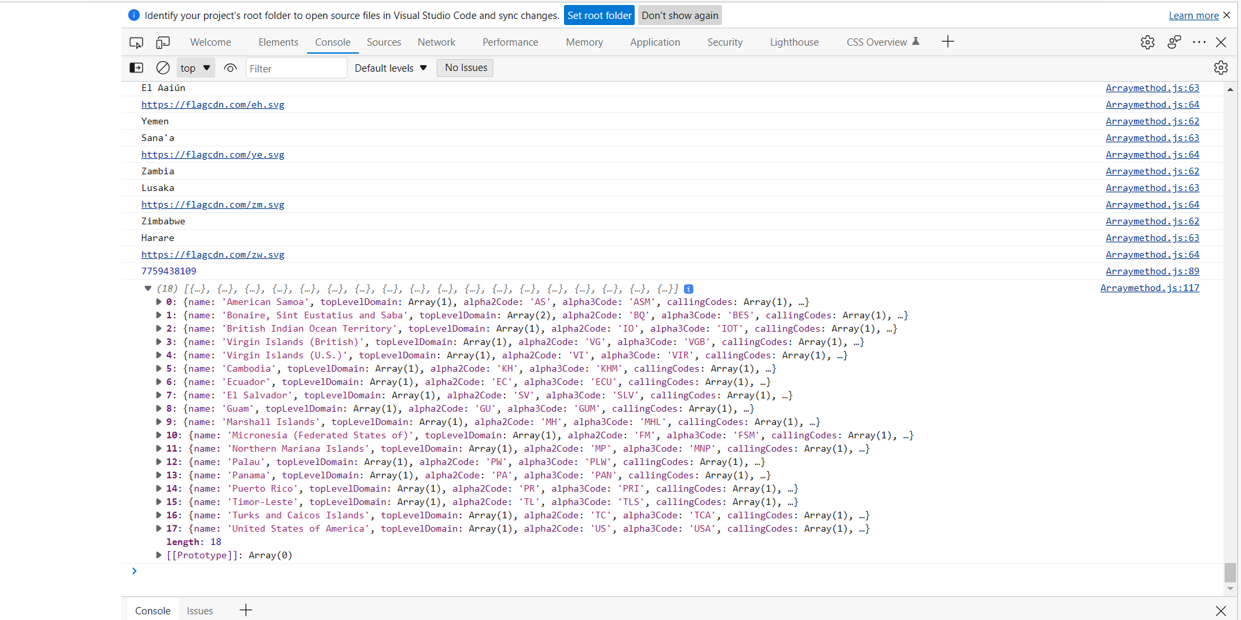 Identify your project's root folder to open source files in Visual Studio Code and sync changes. Set root folder Don't show again Learn more
Welcome Elements Console Sources Network Performance Memory Application Security Lighthouse CSS Overview
top Filter Default levels No Issues
El Aaiún Arraymethod.js:63
https://flagcdn.com/eh.svg Arraymethod.js:64
Yemen Arraymethod.js:62
Sana'a Arraymethod.js:63
https://flagcdn.com/ye.svg Arraymethod.js:64
Zambia Arraymethod.js:62
Lusaka Arraymethod.js:63
https://flagcdn.com/zm.svg Arraymethod.js:64
Zimbabwe Arraymethod.js:62
Harare Arraymethod.js:63
https://flagcdn.com/zw.svg Arraymethod.js:64
7759438109 Arraymethod.js:89
(18) [{…}, {…}, {…}, {…}, {…}, {…}, {…}, {…}, {…}, {…}, {…}, {…}, {…}, {…}, {…}, {…}, {…}, {…}] Arraymethod.js:117
0: {name: 'American Samoa', topLevelDomain: Array(1), alpha2Code: 'AS', alpha3Code: 'ASM', callingCodes: Array(1), …}
1: {name: 'Bonaire, Sint Eustatius and Saba', topLevelDomain: Array(2), alpha2Code: 'BQ', alpha3Code: 'BES', callingCodes: Array(1), …}
2: {name: 'British Indian Ocean Territory', topLevelDomain: Array(1), alpha2Code: 'IO', alpha3Code: 'IOT', callingCodes: Array(1), …}
3: {name: 'Virgin Islands (British)', topLevelDomain: Array(1), alpha2Code: 'VG', alpha3Code: 'VGB', callingCodes: Array(1), …}
4: {name: 'Virgin Islands (U.S.)', topLevelDomain: Array(1), alpha2Code: 'VI', alpha3Code: 'VIR', callingCodes: Array(1), …}
5: {name: 'Cambodia', topLevelDomain: Array(1), alpha2Code: 'KH', alpha3Code: 'KHM', callingCodes: Array(1), …}
6: {name: 'Ecuador', topLevelDomain: Array(1), alpha2Code: 'EC', alpha3Code: 'ECU', callingCodes: Array(1), …}
7: {name: 'El Salvador', topLevelDomain: Array(1), alpha2Code: 'SV', alpha3Code: 'SLV', callingCodes: Array(1), …}
8: {name: 'Guam', topLevelDomain: Array(1), alpha2Code: 'GU', alpha3Code: 'GUM', callingCodes: Array(1), …}
9: {name: 'Marshall Islands', topLevelDomain: Array(1), alpha2Code: 'MH', alpha3Code: 'MHL', callingCodes: Array(1), …}
10: {name: 'Micronesia (Federated States of)', topLevelDomain: Array(1), alpha2Code: 'FM', alpha3Code: 'FSM', callingCodes: Array(1), …}
11: {name: 'Northern Mariana Islands', topLevelDomain: Array(1), alpha2Code: 'MP', alpha3Code: 'MNP', callingCodes: Array(1), …}
12: {name: 'Palau', topLevelDomain: Array(1), alpha2Code: 'PW', alpha3Code: 'PLW', callingCodes: Array(1), …}
13: {name: 'Panama', topLevelDomain: Array(1), alpha2Code: 'PA', alpha3Code: 'PAN', callingCodes: Array(1), …}
14: {name: 'Puerto Rico', topLevelDomain: Array(1), alpha2Code: 'PR', alpha3Code: 'PRI', callingCodes: Array(1), …}
15: {name: 'Timor-Leste', topLevelDomain: Array(1), alpha2Code: 'TL', alpha3Code: 'TLS', callingCodes: Array(1), …}
16: {name: 'Turks and Caicos Islands', topLevelDomain: Array(1), alpha2Code: 'TC', alpha3Code: 'TCA', callingCodes: Array(1), …}
17: {name: 'United States of America', topLevelDomain: Array(1), alpha2Code: 'US', alpha3Code: 'USA', callingCodes: Array(1), …}
length: 18
[[Prototype]]: Array(0)
Console Issues